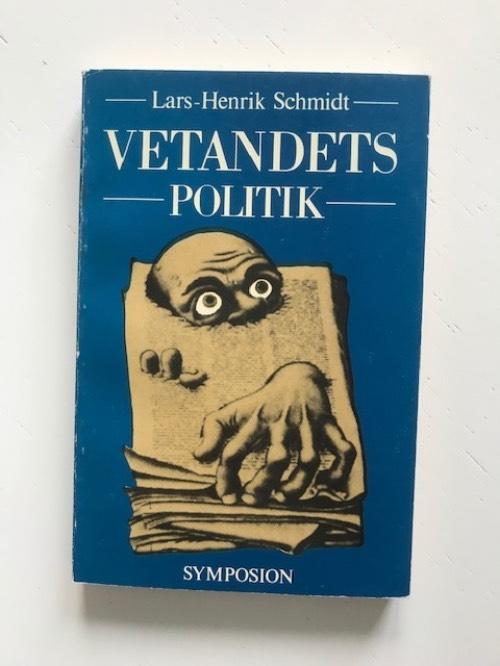 Lars-Henrik Schmidt
VETANDETS
POLITIK
SYMPOSION